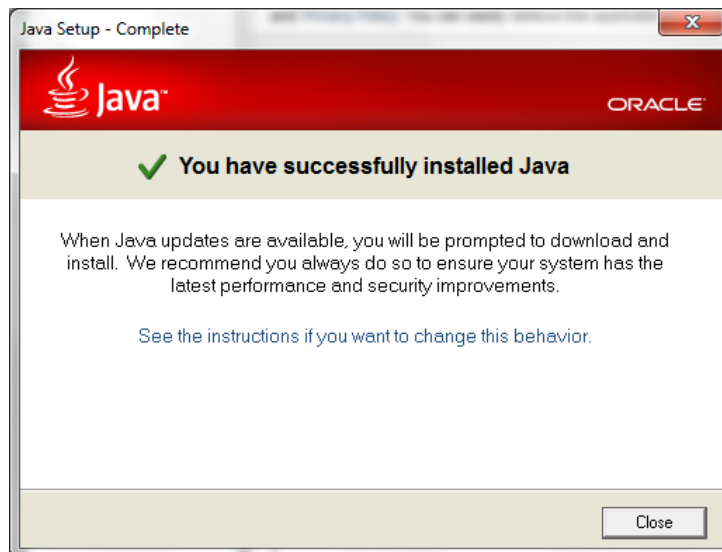 Java Setup - Complete
Java™
ORACLE
You have successfully installed Java
When Java updates are available, you will be prompted to download and
install. We recommend you always do so to ensure your system has the
latest performance and security improvements.
See the instructions if you want to change this behavior.
Close